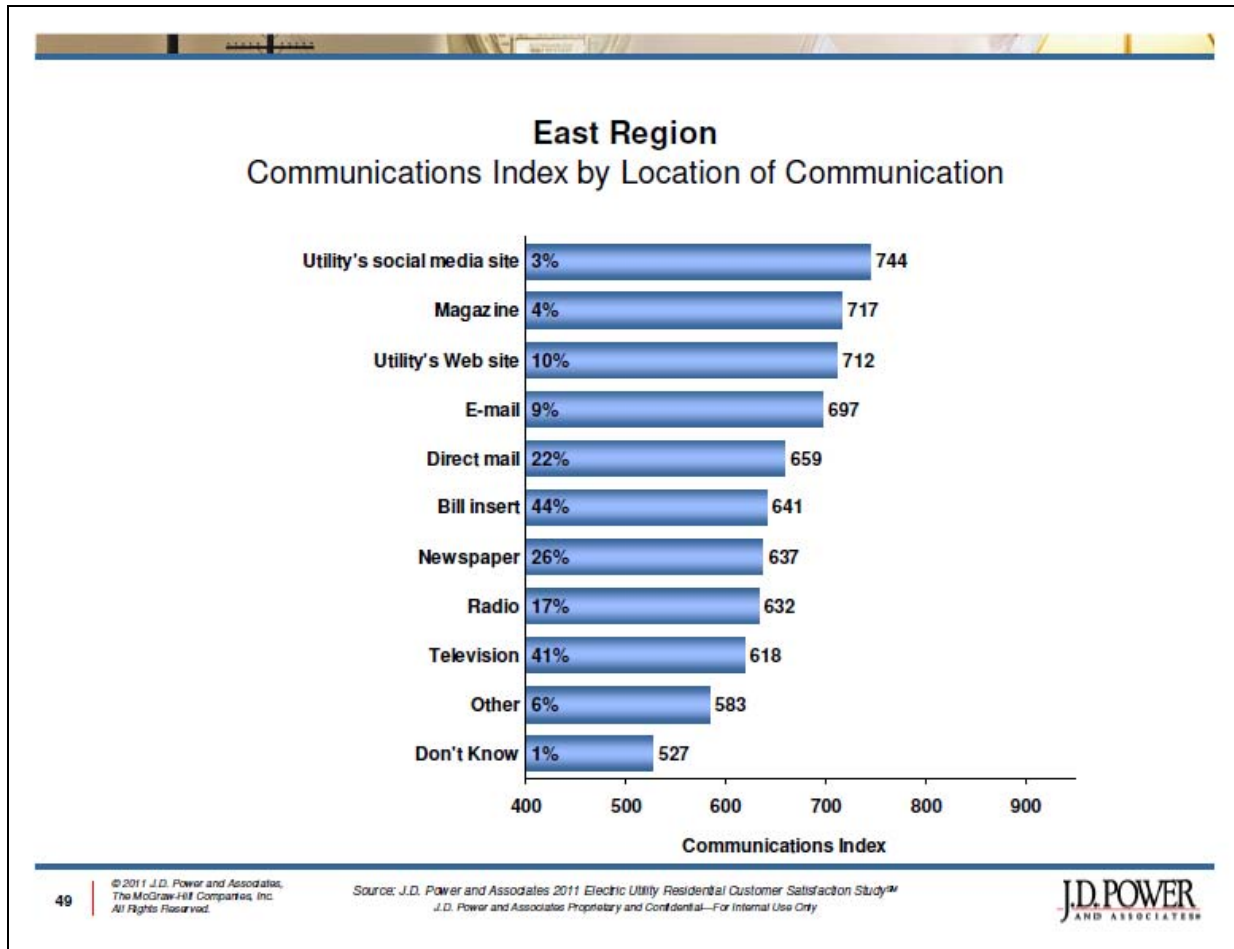 East Region
Communications Index by Location of Communication
Utility's social media site 3% 744
Magazine 4% 717
Utility's Web site 10% 712
E-mail 9% 697
Direct mail 22% 659
Bill insert 44% 641
Newspaper 26% 637
Radio 17% 632
Television 41% 618
Other 6% 583
Don't Know 1% 527
400 500 600 700 800 900
Communications Index
49
© 2011 J.D. Power and Associates,
The McGraw-Hill Companies, Inc.
All Rights Reserved.
Source: J.D. Power and Associates 2011 Electric Utility Residential Customer Satisfaction Study℠
J.D. Power and Associates Proprietary and Confidential—For Internal Use Only
J.D. POWER
AND ASSOCIATES®